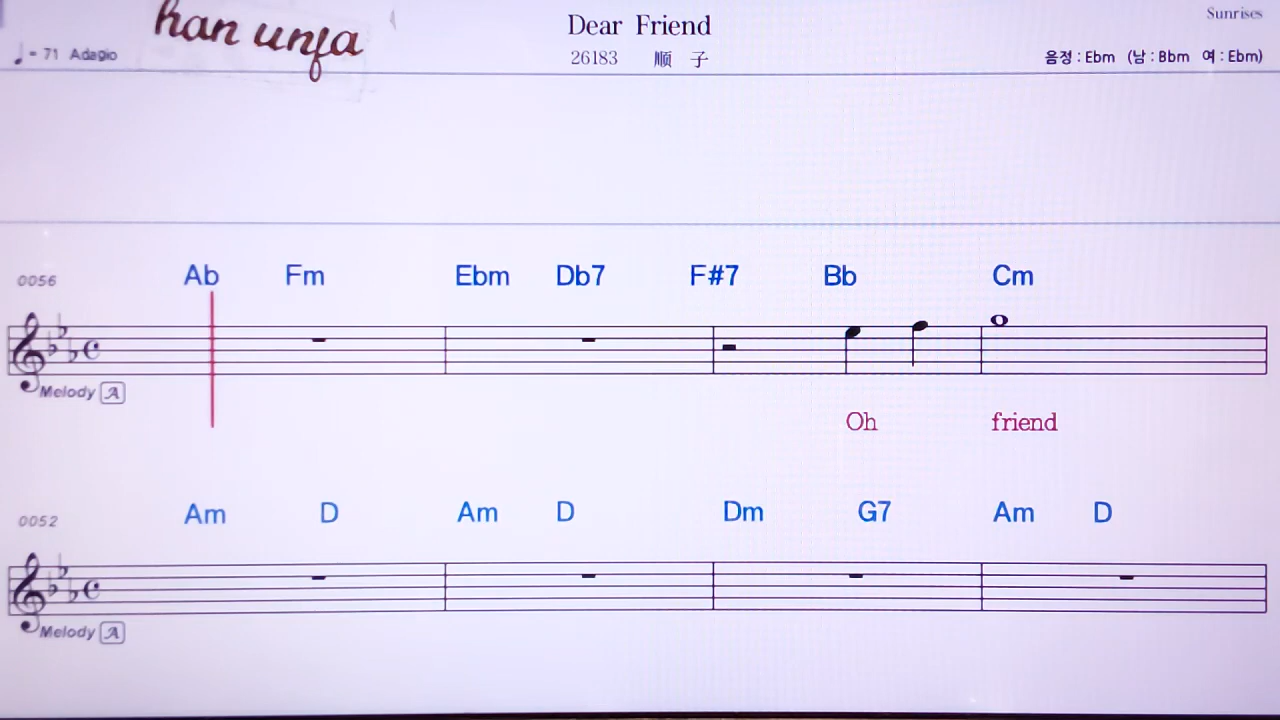 han unja
Dear Friend
Sunrises
♩= 71 Adagio
26183 顺 子
음정 : Ebm (남 : Bbm 여 : Ebm)
0056
Ab Fm Ebm Db7 F#7 Bb Cm
Melody A
Oh friend
0052
Am D Am D Dm G7 Am D
Melody A